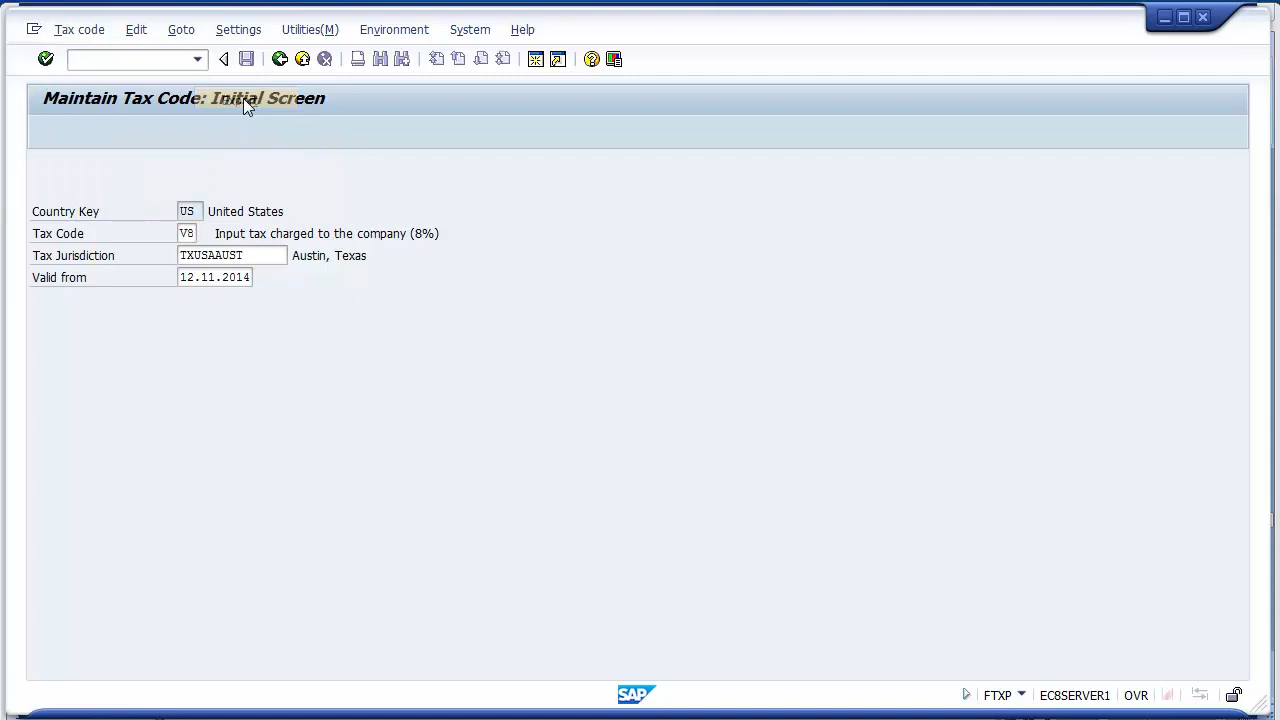 Tax code Edit Goto Settings Utilities(M) Environment System Help
Maintain Tax Code: Initial Screen
Country Key US United States
Tax Code V8 Input tax charged to the company (8%)
Tax Jurisdiction TXUSAAUST Austin, Texas
Valid from 12.11.2014
SAP FTXP EC8SERVER1 OVR